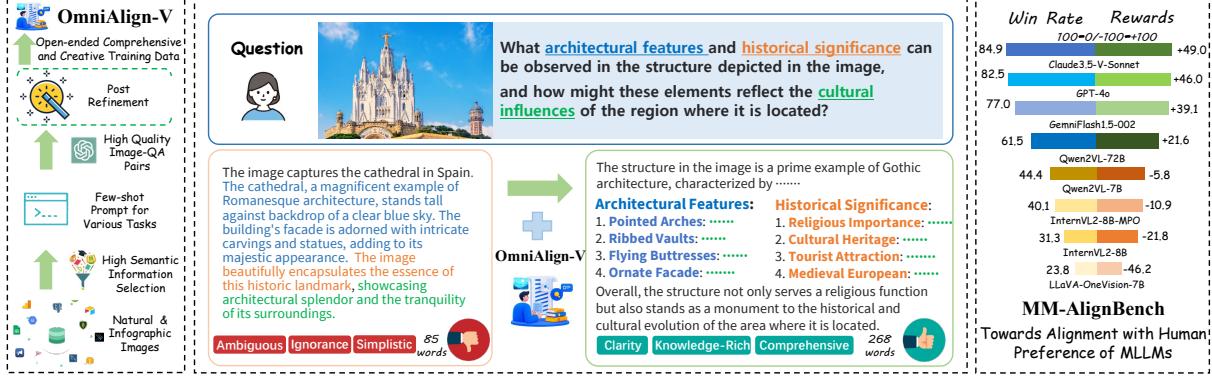 OmniAlign-V
Open-ended Comprehensive
and Creative Training Data
Post
Refinement
High Quality
Image-QA
Pairs
Few-shot
Prompt for
Various Tasks
High Semantic
Information
Selection
Natural &
Infographic
Images
Question
What architectural features and historical significance can
be observed in the structure depicted in the image,
and how might these elements reflect the cultural
influences of the region where it is located?
The image captures the cathedral in Spain.
The cathedral, a magnificent example of
Romanesque architecture, stands tall
against backdrop of a clear blue sky. The
building's facade is adorned with intricate
carvings and statues, adding to its
majestic appearance. The image
beautifully encapsulates the essence of
this historic landmark, showcasing
architectural splendor and the tranquility
of its surroundings.
Ambiguous Ignorance Simplistic 85
words
OmniAlign-V
The structure in the image is a prime example of Gothic
architecture, characterized by ·······
Architectural Features:
1. Pointed Arches: ······
2. Ribbed Vaults: ······
3. Flying Buttresses: ······
4. Ornate Facade: ······
Historical Significance:
1. Religious Importance: ······
2. Cultural Heritage: ······
3. Tourist Attraction: ······
4. Medieval European: ······
Overall, the structure not only serves a religious function
but also stands as a monument to the historical and
cultural evolution of the area where it is located.
Clarity Knowledge-Rich Comprehensive 268
words
Win Rate Rewards
100=0/-100=+100
84.9 +49.0
Claude3.5-V-Sonnet
82.5 +46.0
GPT-4o
77.0 +39.1
GemniFlash1.5-002
61.5 +21.6
Qwen2VL-72B
44.4 -5.8
Qwen2VL-7B
40.1 -10.9
InternVL2-8B-MPO
31.3 -21.8
InternVL2-8B
23.8 -46.2
LLaVA-OneVision-7B
MM-AlignBench
Towards Alignment with Human
Preference of MLLMs